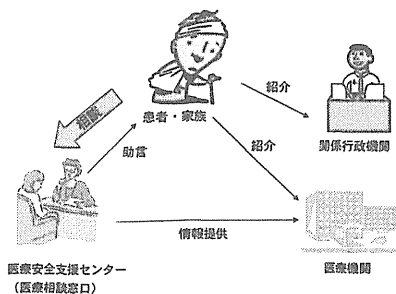 紹介
相談
患者・家族
関係行政機関
助言
紹介
情報提供
医療安全支援センター
（医療相談窓口）
医療機関